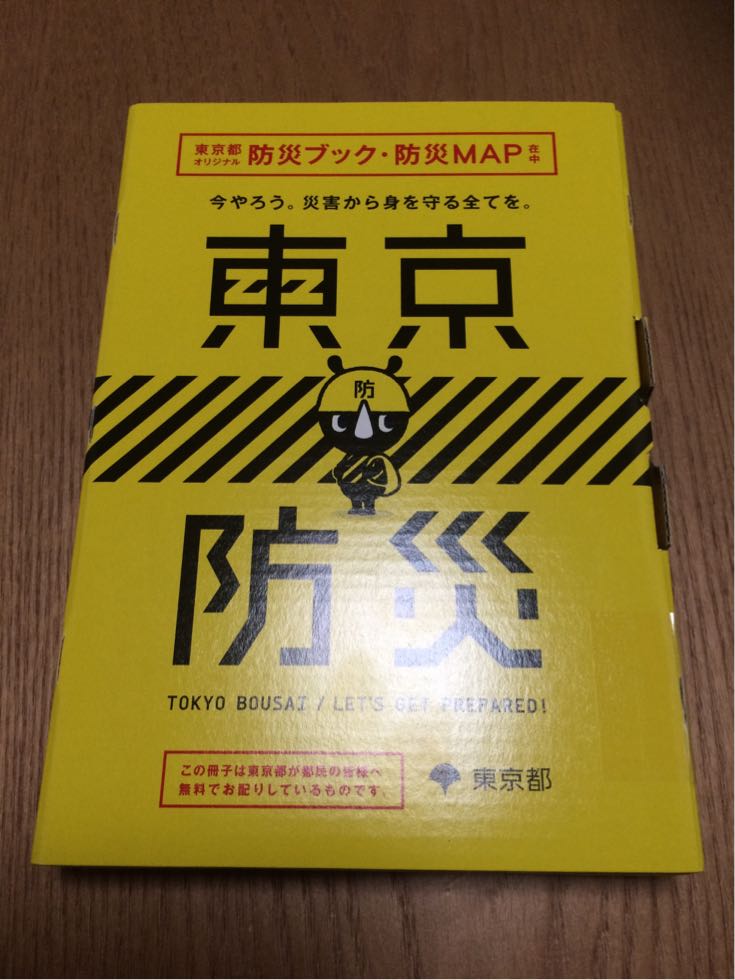 東京都
オリジナル
防災ブック・防災MAP
在中
今やろう。災害から身を守る全てを。
東京
防
防災
TOKYO BOUSAI / LET'S GET PREPARED!
この冊子は東京都が都民の皆様へ
無料でお配りしているものです。
東京都